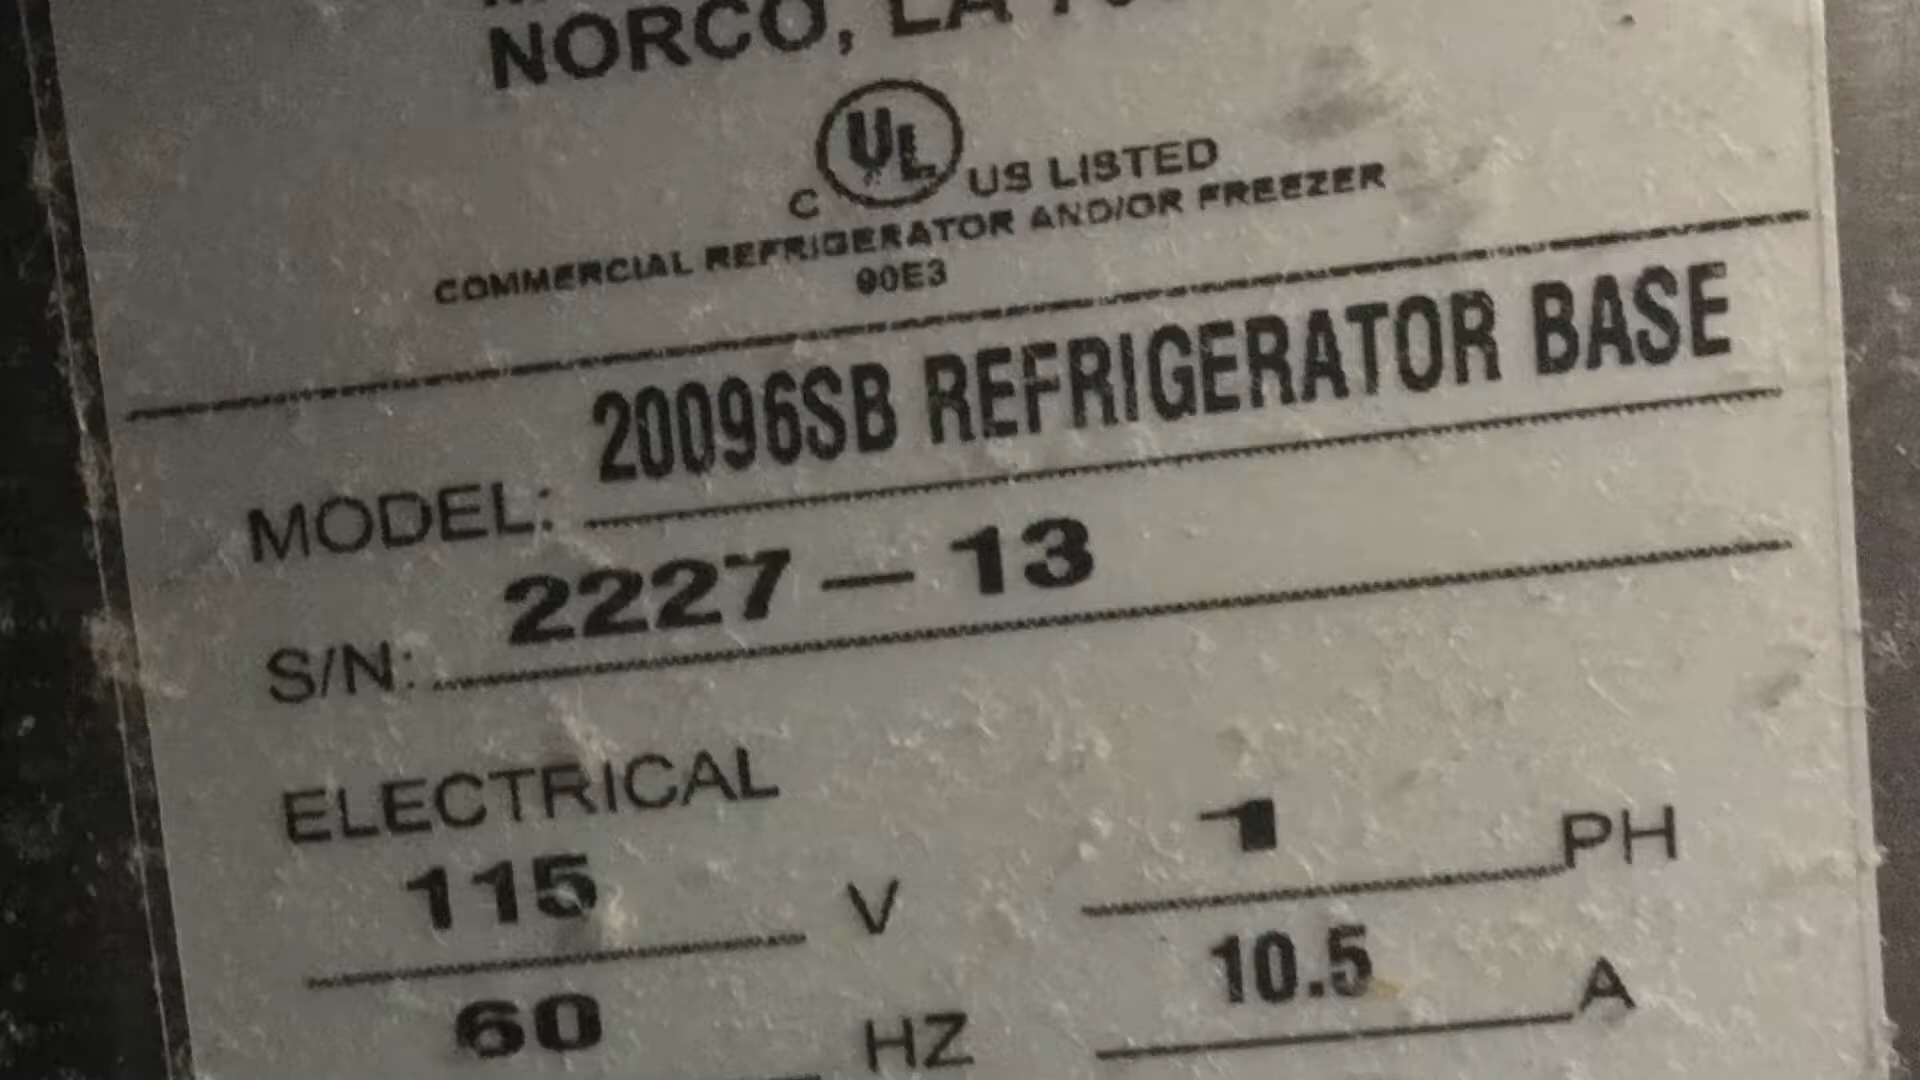 NORCO, LA
C UL US LISTED
COMMERCIAL REFRIGERATOR AND/OR FREEZER
90E3
MODEL: 20096SB REFRIGERATOR BASE
S/N: 2227 — 13
ELECTRICAL
115 V 1 PH
60 HZ 10.5 A